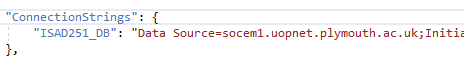 "ConnectionStrings": {
"ISAD251_DB": "Data Source=socem1.uopnet.plymouth.ac.uk;Initia
},